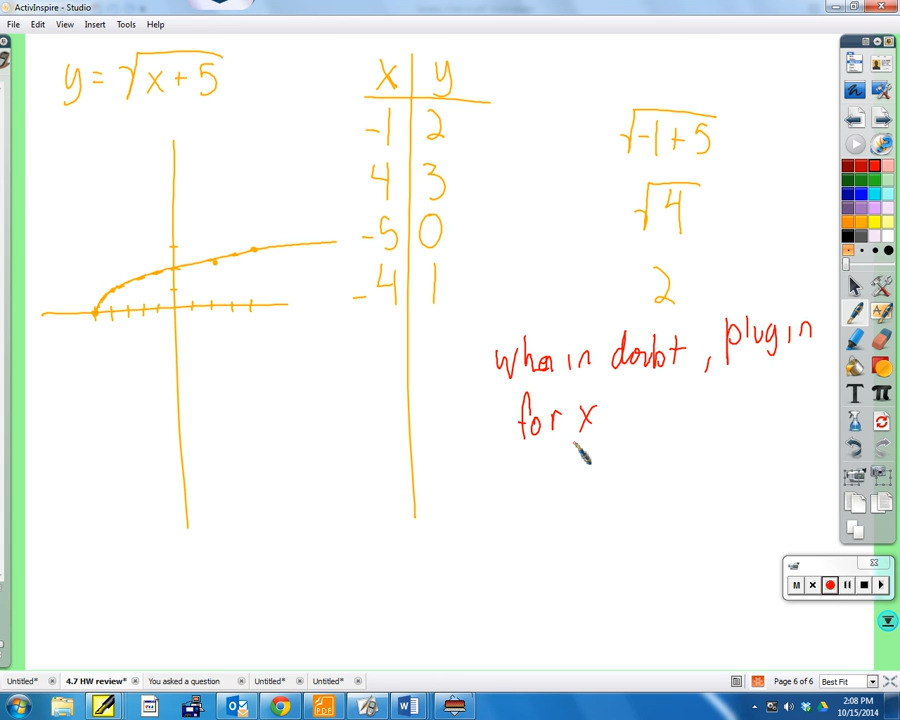 ActivInspire - Studio
File Edit View Insert Tools Help
y = √x + 5
x y
-1 2
4 3
-5 0
-4 1
√-1 + 5
√4
2
when in doubt, plug in
for x
M
Untitled* 4.7 HW review* You asked a question Untitled* Untitled*
Page 6 of 6 Best Fit
2:08 PM
10/15/2014